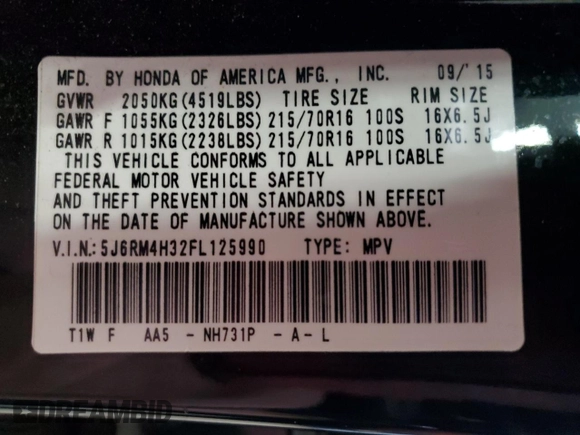 MFD. BY HONDA OF AMERICA MFG., INC. 09/'15
GVWR 2050KG(4519LBS) TIRE SIZE RIM SIZE
GAWR F 1055KG(2326LBS)215/70R16 100S 16X6.5J
GAWR R 1015KG(2238LBS)215/70R16 100S 16X6.5J
THIS VEHICLE CONFORMS TO ALL APPLICABLE
FEDERAL MOTOR VEHICLE SAFETY
AND THEFT PREVENTION STANDARDS IN EFFECT
ON THE DATE OF MANUFACTURE SHOWN ABOVE.
V.I.N.:5J6RM4H32FL125990 TYPE: MPV
T1W F AA5 - NH731P - A - L
DREAMBID